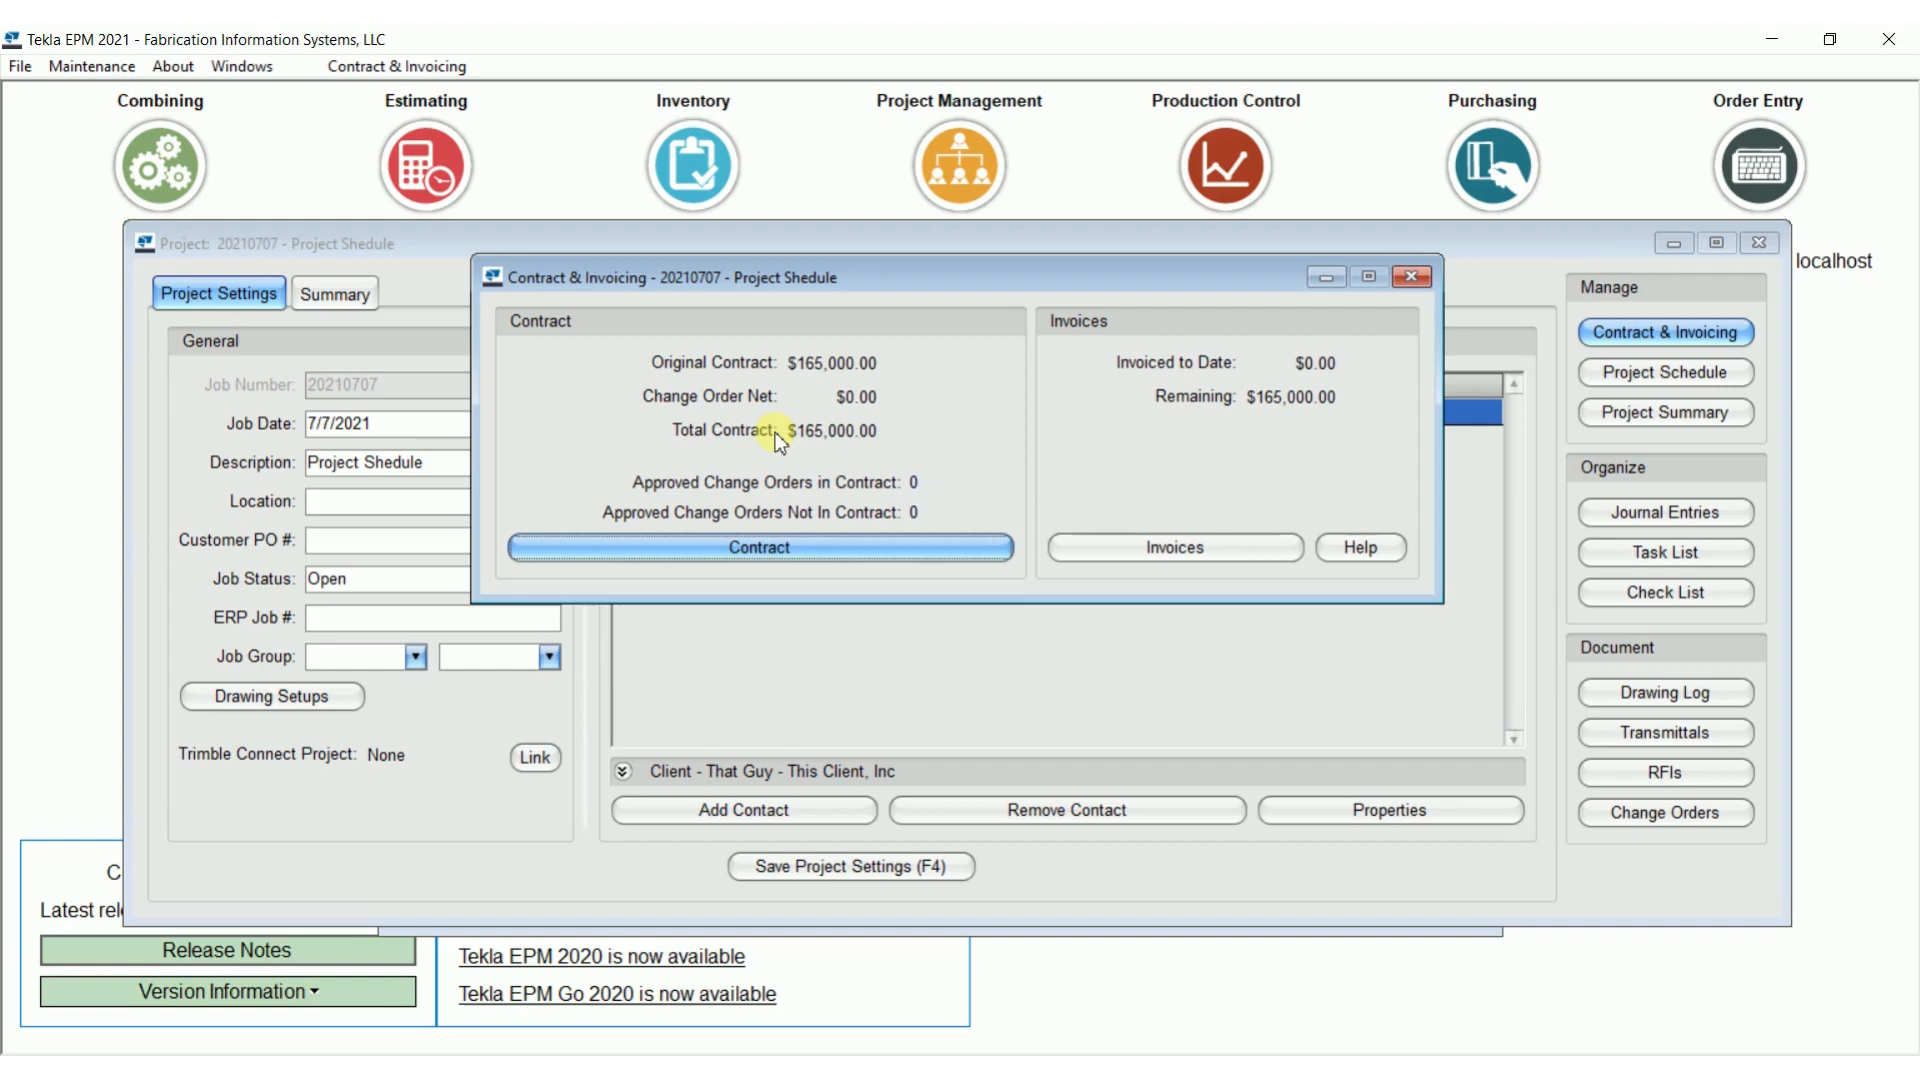 Tekla EPM 2021 - Fabrication Information Systems, LLC
File Maintenance About Windows Contract & Invoicing
Combining Estimating Inventory Project Management Production Control Purchasing Order Entry
Project: 20210707 - Project Shedule
localhost
Contract & Invoicing - 20210707 - Project Shedule
Project Settings Summary
General
Job Number: 20210707
Job Date: 7/7/2021
Description: Project Shedule
Location:
Customer PO #:
Job Status: Open
ERP Job #:
Job Group:
Drawing Setups
Trimble Connect Project: None Link
Contract
Original Contract: $165,000.00
Change Order Net: $0.00
Total Contract: $165,000.00
Approved Change Orders in Contract: 0
Approved Change Orders Not In Contract: 0
Contract
Invoices
Invoiced to Date: $0.00
Remaining: $165,000.00
Invoices Help
Client - That Guy - This Client, Inc
Add Contact Remove Contact Properties
Save Project Settings (F4)
Manage
Contract & Invoicing
Project Schedule
Project Summary
Organize
Journal Entries
Task List
Check List
Document
Drawing Log
Transmittals
RFIs
Change Orders
C
Latest rel
Release Notes
Version Information
Tekla EPM 2020 is now available
Tekla EPM Go 2020 is now available